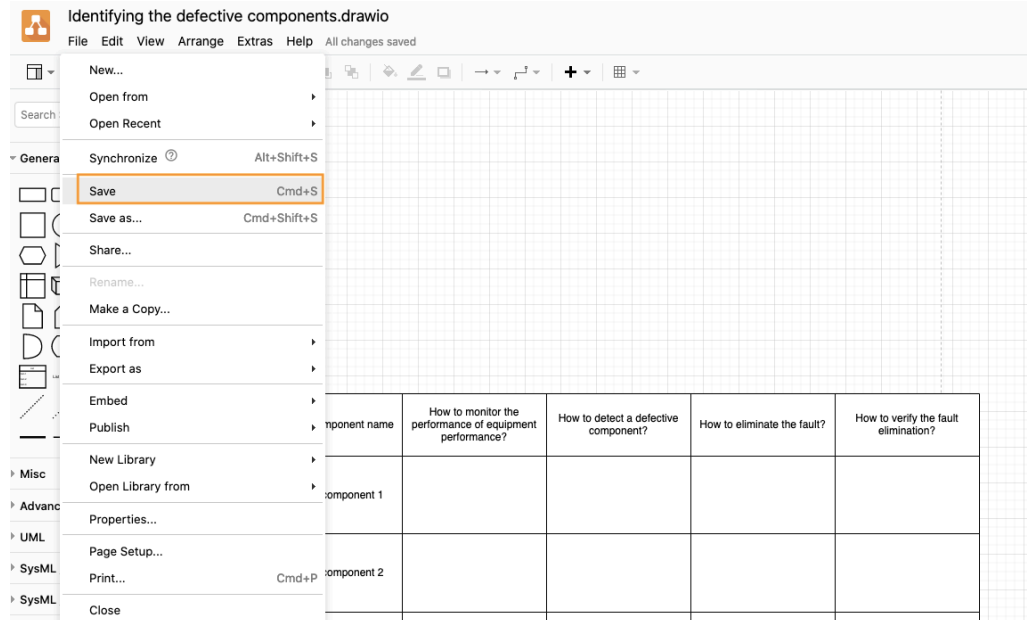 Identifying the defective components.drawio
File Edit View Arrange Extras Help All changes saved
New...
Open from
Open Recent
Synchronize Alt+Shift+S
Save Cmd+S
Save as... Cmd+Shift+S
Share...
Rename...
Make a Copy...
Import from
Export as
Embed
Publish
New Library
Open Library from
Properties...
Page Setup...
Print... Cmd+P
Close
Search
Genera
Misc
Advanc
UML
SysML
SysML
mponent name
How to monitor the
performance of equipment
performance?
How to detect a defective
component?
How to eliminate the fault?
How to verify the fault
elimination?
component 1
component 2